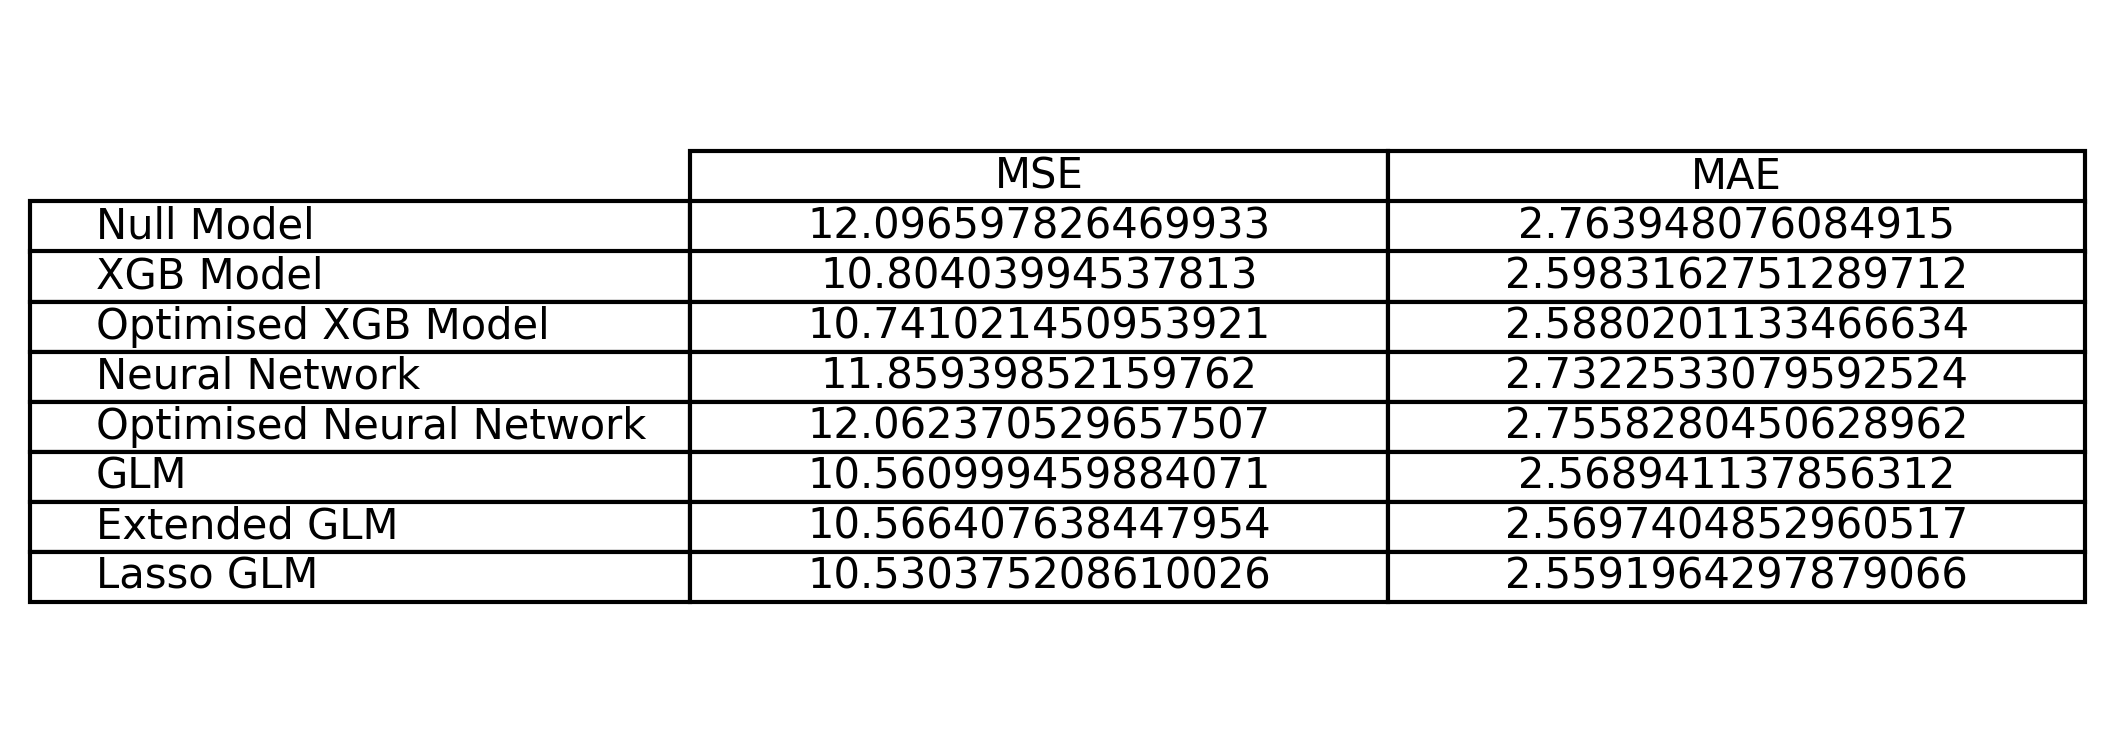 MSE MAE
Null Model 12.096597826469933 2.763948076084915
XGB Model 10.80403994537813 2.5983162751289712
Optimised XGB Model 10.741021450953921 2.5880201133466634
Neural Network 11.85939852159762 2.7322533079592524
Optimised Neural Network 12.062370529657507 2.7558280450628962
GLM 10.560999459884071 2.568941137856312
Extended GLM 10.566407638447954 2.5697404852960517
Lasso GLM 10.530375208610026 2.5591964297879066